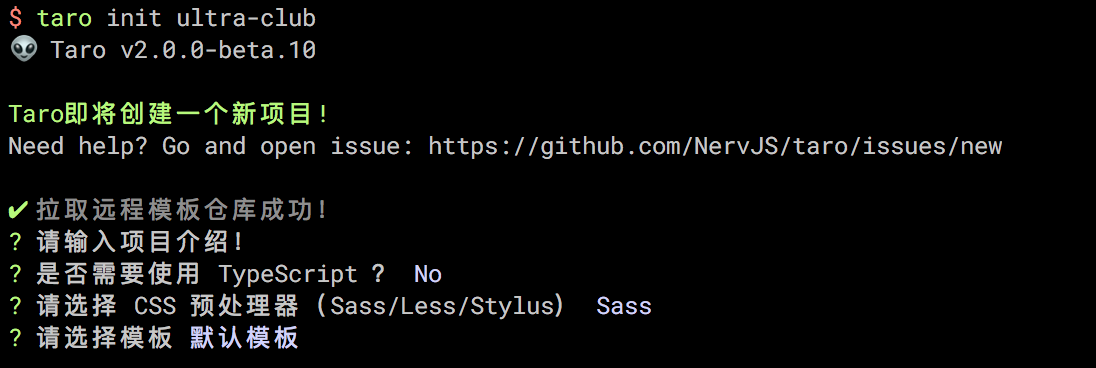 $ taro init ultra-club
👽 Taro v2.0.0-beta.10
Taro即将创建一个新项目!
Need help? Go and open issue: https://github.com/NervJS/taro/issues/new
✔ 拉取远程模板仓库成功!
? 请输入项目介绍!
? 是否需要使用 TypeScript ? No
? 请选择 CSS 预处理器（Sass/Less/Stylus） Sass
? 请选择模板 默认模板